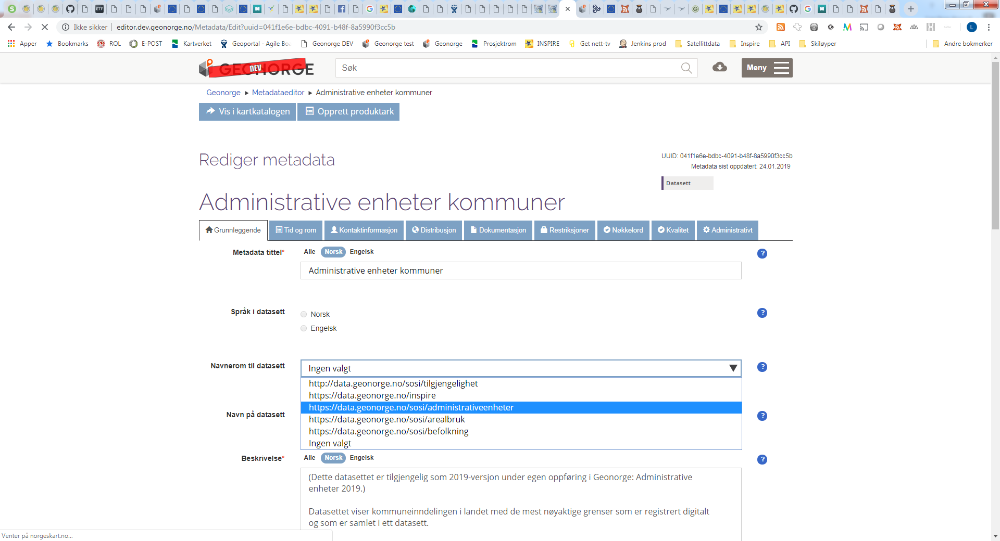 Ikke sikker editor.dev.geonorge.no/Metadata/Edit?uuid=041f1e6e-bdbc-4091-b48f-8a5990f3cc5b
Apper Bookmarks ROL E-POST Kartverket Geoportal - Agile Geonorge DEV Geonorge test Geonorge Prosjektrom INSPIRE Get nett-tv Jenkins prod Satellittdata Inspire API Skiløyper Andre bokmerker
GEONORGE
DEV
Søk
Meny
Geonorge ▸ Metadataeditor ▸ Administrative enheter kommuner
Vis i kartkatalogen Opprett produktark
Rediger metadata
UUID: 041f1e6e-bdbc-4091-b48f-8a5990f3cc5b
Metadata sist oppdatert: 24.01.2019
Datasett
Administrative enheter kommuner
Grunnleggende Tid og rom Kontaktinformasjon Distribusjon Dokumentasjon Restriksjoner Nøkkelord Kvalitet Administrativt
Metadata tittel* Alle Norsk Engelsk ?
Administrative enheter kommuner
Språk i datasett Norsk ?
Engelsk
Navnerom til datasett Ingen valgt ?
http://data.geonorge.no/sosi/tilgjengelighet
https://data.geonorge.no/inspire
https://data.geonorge.no/sosi/administrativeenheter
Navn på datasett ?
https://data.geonorge.no/sosi/arealbruk
https://data.geonorge.no/sosi/befolkning
Ingen valgt
Beskrivelse* Alle Norsk Engelsk ?
(Dette datasettet er tilgjengelig som 2019-versjon under egen oppføring i Geonorge: Administrative
enheter 2019.)
Datasettet viser kommuneinndelingen i landet med de mest nøyaktige grenser som er registrert digitalt
og som er samlet i ett datasett.
Venter på norgeskart.no...